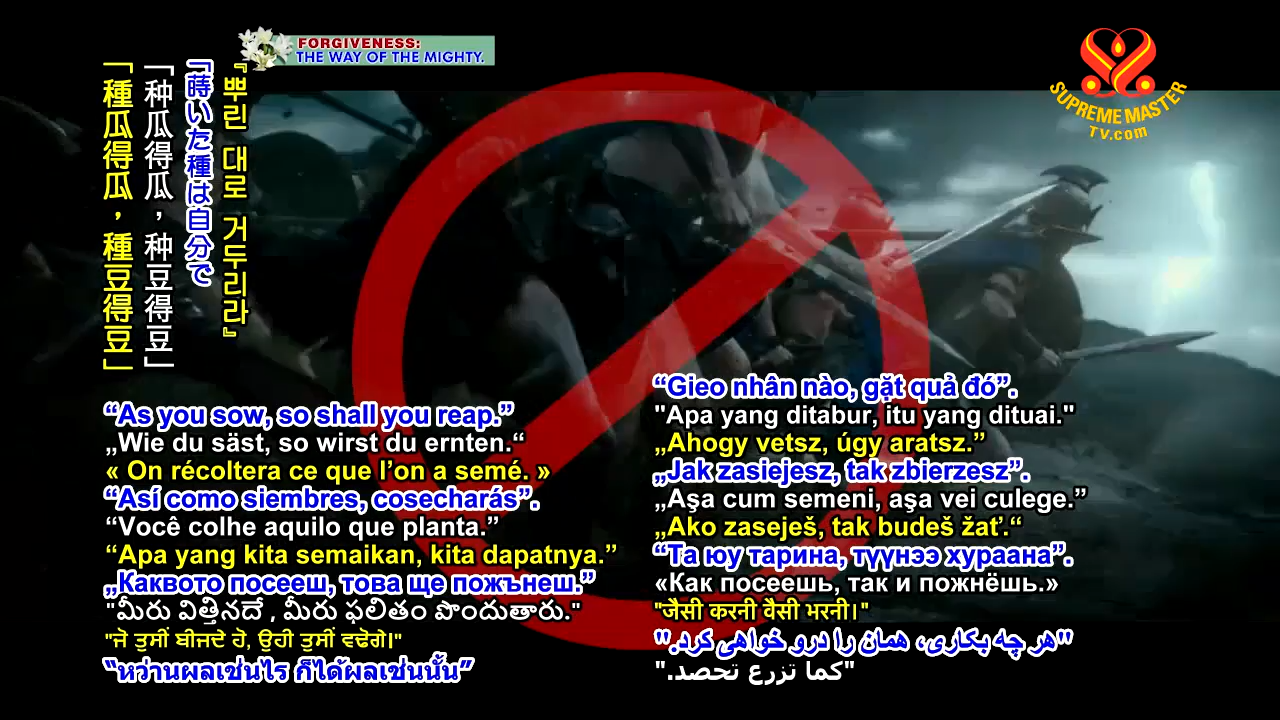 FORGIVENESS:
THE WAY OF THE MIGHTY.
SUPREME MASTER
TV.com
「種瓜得瓜，種豆得豆」
「种瓜得瓜，种豆得豆」
「蒔いた種は自分で
『뿌린 대로 거두리라』
“As you sow, so shall you reap.”
„Wie du säst, so wirst du ernten.“
« On récoltera ce que l’on a semé. »
“Así como siembres, cosecharás”.
“Você colhe aquilo que planta.”
“Apa yang kita semaikan, kita dapatnya.”
„Каквото посееш, това ще пожънеш.”
"మీరు విత్తినదే , మీరు ఫలితం పొందుతారు."
"ਜੋ ਤੁਸੀਂ ਬੀਜਦੇ ਹੋ, ਉਹੀ ਤੁਸੀਂ ਵਢੋਗੇ।"
“หว่านผลเช่นไร ก็ได้ผลเช่นนั้น”
“Gieo nhân nào, gặt quả đó”.
"Apa yang ditabur, itu yang dituai."
„Ahogy vetsz, úgy aratsz.”
„Jak zasiejesz, tak zbierzesz”.
„Aşa cum semeni, aşa vei culege.”
„Ako zaseješ, tak budeš žať.“
“Та юу тарина, түүнээ хураана”.
«Как посеешь, так и пожнёшь.»
"जैसी करनी वैसी भरनी।"
"هر چه بکاری، همان را درو خواهی کرد."
"كما تزرع تحصد."